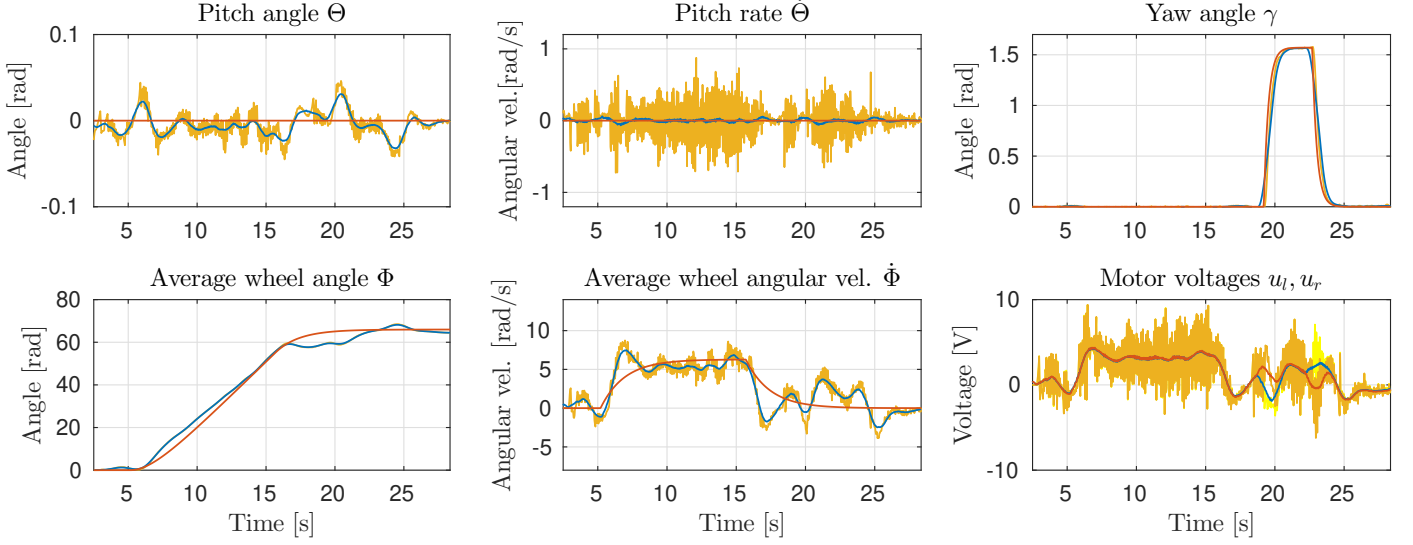 Pitch angle Θ
Angle [rad]
0.1
0
-0.1
5 10 15 20 25
Pitch rate Θ̇
Angular vel.[rad/s]
1
0
-1
5 10 15 20 25
Yaw angle γ
Angle [rad]
1.5
1
0.5
0
5 10 15 20 25
Average wheel angle Φ
Angle [rad]
80
60
40
20
0
5 10 15 20 25
Time [s]
Average wheel angular vel. Φ̇
Angular vel. [rad/s]
10
5
0
-5
5 10 15 20 25
Time [s]
Motor voltages u_l, u_r
Voltage [V]
10
0
-10
5 10 15 20 25
Time [s]